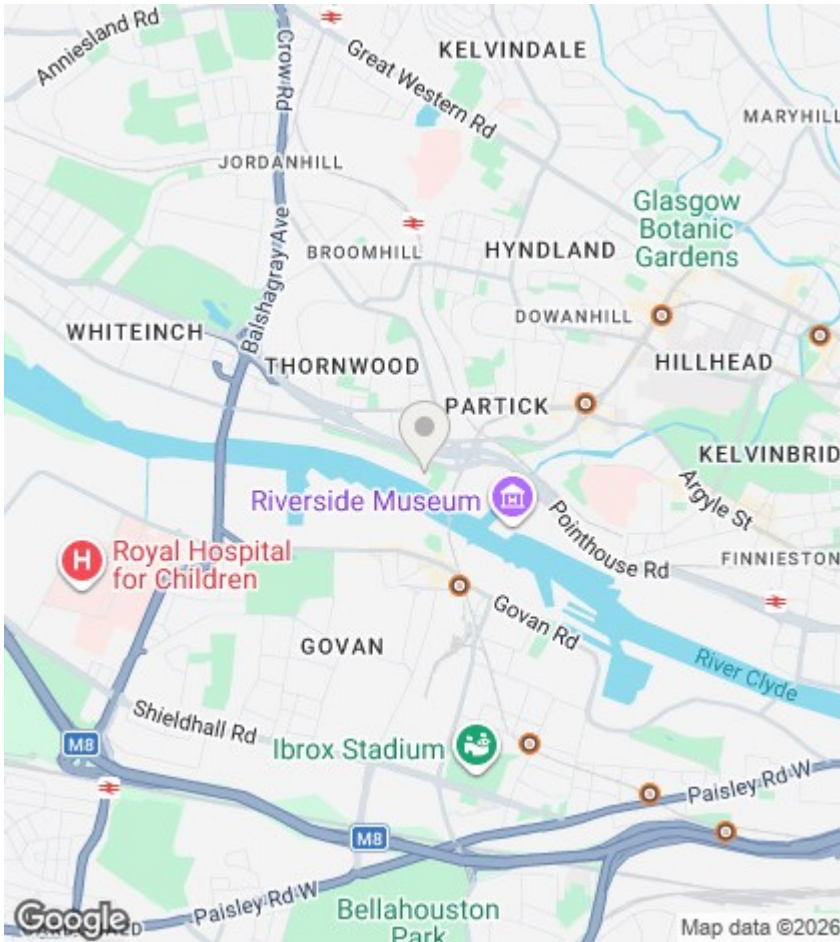 Anniesland Rd
Crow Rd
Great Western Rd
KELVINDALE
MARYHILL
JORDANHILL
Balshagray Ave
BROOMHILL
HYNDLAND
Glasgow
Botanic
Gardens
DOWANHILL
WHITEINCH
THORNWOOD
HILLHEAD
PARTICK
KELVINBRID
Argyle St
Riverside Museum
Pointhouse Rd
H
Royal Hospital
for Children
FINNIESTON
Govan Rd
GOVAN
River Clyde
Shieldhall Rd
Ibrox Stadium
M8
Paisley Rd W
M8
Paisley Rd W
Bellahouston
Park
Google
Map data ©2025